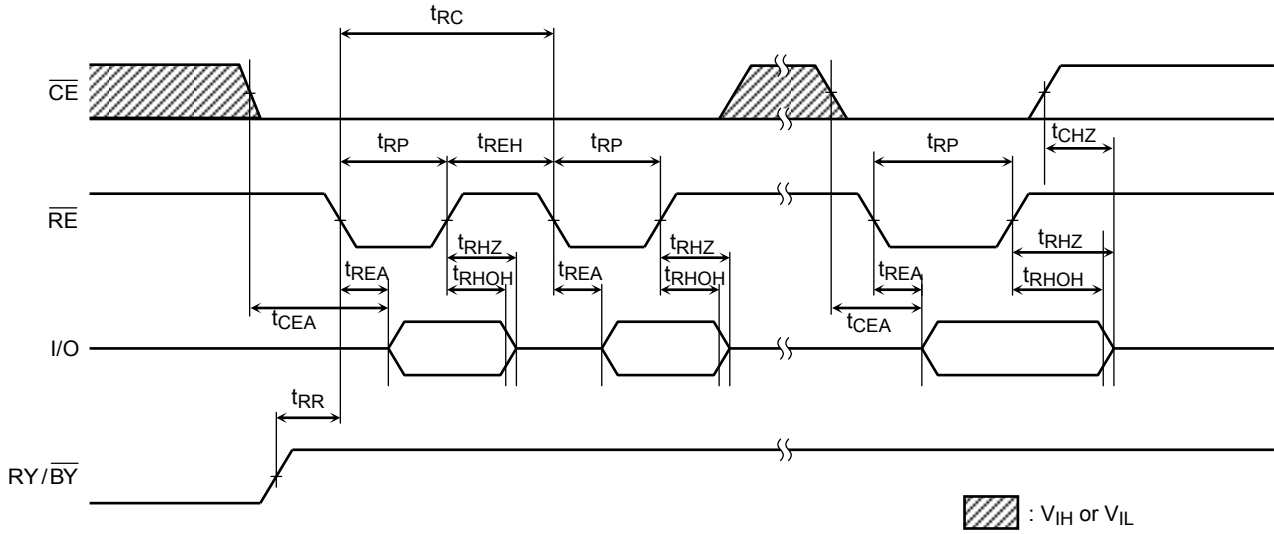 tRC
CE
tCHZ
tRP tREH tRP tRP
RE
tRHZ tRHZ tRHZ
tREA tRHOH tREA tRHOH tREA tRHOH
tCEA tCEA
I/O
tRR
RY/BY
: VIH or VIL